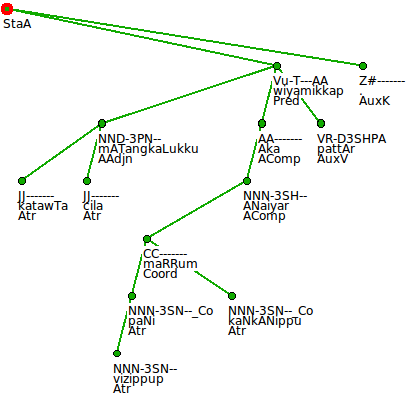 StaA
Vu-T---AA
wiyamikkap
Pred
Z#-------
.
AuxK
NND-3PN--
mATangkaLukku
AAdjn
AA-------
Aka
AComp
VR-D3SHPA
pattAr
AuxV
JJ-------
katawTa
Atr
JJ-------
cila
Atr
NNN-3SH--
ANaiyar
AComp
CC-------
maRRum
Coord
NNN-3SN--_Co
paNi
Atr
NNN-3SN--_Co
kaNkANippu
Atr
NNN-3SN--
vizippup
Atr